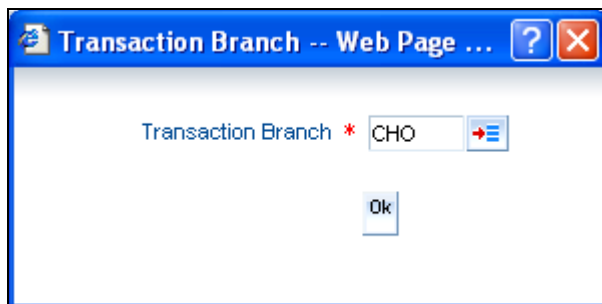 Transaction Branch -- Web Page ...
Transaction Branch * CHO
Ok